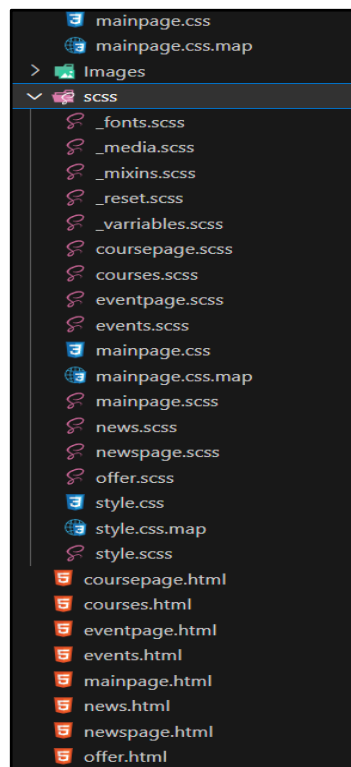 mainpage.css
mainpage.css.map
Images
scss
_fonts.scss
_media.scss
_mixins.scss
_reset.scss
_varriables.scss
coursepage.scss
courses.scss
eventpage.scss
events.scss
mainpage.css
mainpage.css.map
mainpage.scss
news.scss
newspage.scss
offer.scss
style.css
style.css.map
style.scss
coursepage.html
courses.html
eventpage.html
events.html
mainpage.html
news.html
newspage.html
offer.html